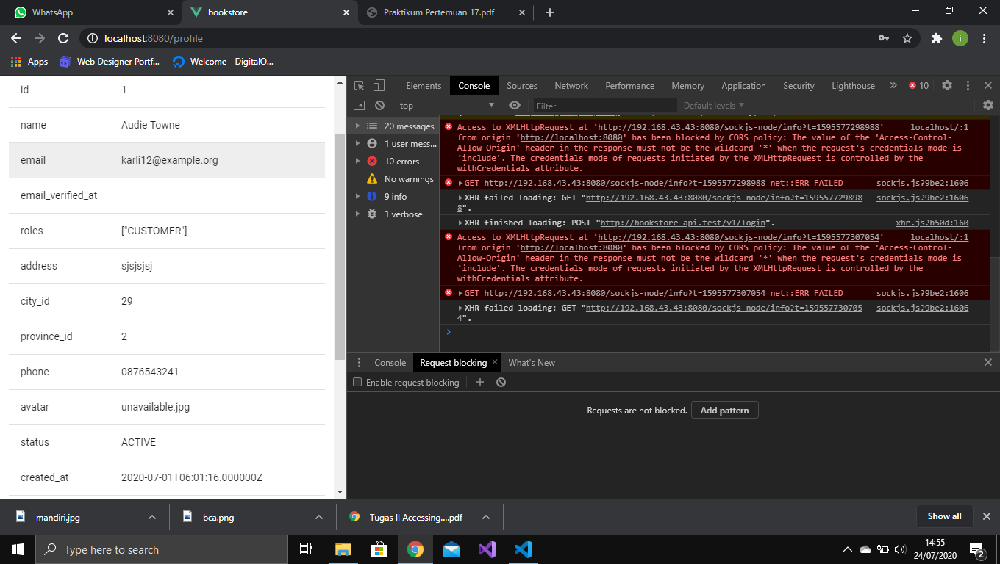 WhatsApp
bookstore
Praktikum Pertemuan 17.pdf
localhost:8080/profile
i
Apps
Web Designer Portf...
Welcome - DigitalO...
id 1
name Audie Towne
email karli12@example.org
email_verified_at
roles ["CUSTOMER"]
address sjsjsjsj
city_id 29
province_id 2
phone 0876543241
avatar unavailable.jpg
status ACTIVE
created_at 2020-07-01T06:01:16.000000Z
Elements Console Sources Network Performance Memory Application Security Lighthouse » 10
top Filter Default levels
20 messages
1 user mess...
10 errors
No warnings
9 info
1 verbose
Access to XMLHttpRequest at 'http://192.168.43.43:8080/sockjs-node/info?t=1595577298988' localhost/:1
from origin 'http://localhost:8080' has been blocked by CORS policy: The value of the 'Access-Control-
Allow-Origin' header in the response must not be the wildcard '*' when the request's credentials mode is
'include'. The credentials mode of requests initiated by the XMLHttpRequest is controlled by the
withCredentials attribute.
GET http://192.168.43.43:8080/sockjs-node/info?t=1595577298988 net::ERR_FAILED sockjs.js?9be2:1606
XHR failed loading: GET "http://192.168.43.43:8080/sockjs-node/info?t=159557729898 sockjs.js?9be2:1606
8".
XHR finished loading: POST "http://bookstore-api.test/v1/login". xhr.js?b50d:160
Access to XMLHttpRequest at 'http://192.168.43.43:8080/sockjs-node/info?t=1595577307054' localhost/:1
from origin 'http://localhost:8080' has been blocked by CORS policy: The value of the 'Access-Control-
Allow-Origin' header in the response must not be the wildcard '*' when the request's credentials mode is
'include'. The credentials mode of requests initiated by the XMLHttpRequest is controlled by the
withCredentials attribute.
GET http://192.168.43.43:8080/sockjs-node/info?t=1595577307054 net::ERR_FAILED sockjs.js?9be2:1606
XHR failed loading: GET "http://192.168.43.43:8080/sockjs-node/info?t=159557730705 sockjs.js?9be2:1606
4".
Console Request blocking What's New
Enable request blocking
Requests are not blocked. Add pattern
mandiri.jpg
bca.png
Tugas II Accessing....pdf
Show all
Type here to search
14:55
24/07/2020
2